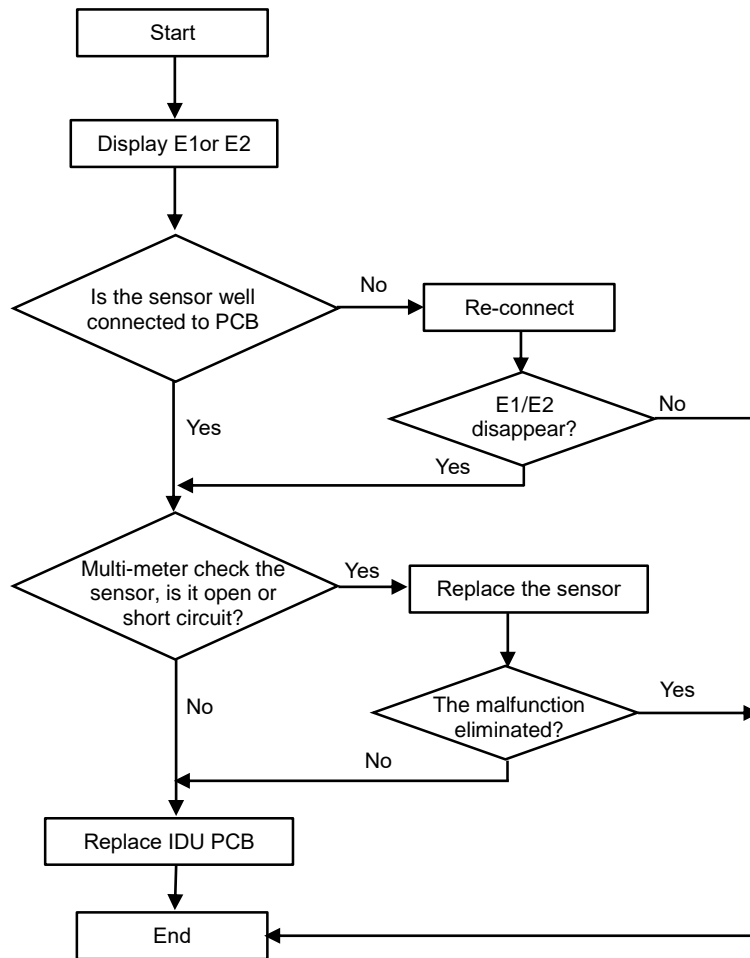 Start
Display E1or E2
Is the sensor well
connected to PCB
No
Re-connect
E1/E2
disappear?
No
Yes
Yes
Multi-meter check the
sensor, is it open or
short circuit?
Yes
Replace the sensor
The malfunction
eliminated?
Yes
No
No
Replace IDU PCB
End